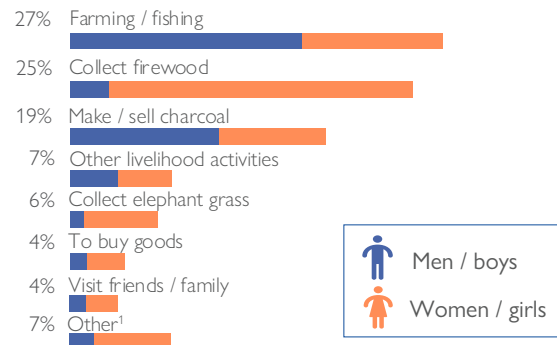 27% Farming / fishing
25% Collect firewood
19% Make / sell charcoal
7% Other livelihood activities
6% Collect elephant grass
4% To buy goods
4% Visit friends / family
7% Other¹
Men / boys
Women / girls